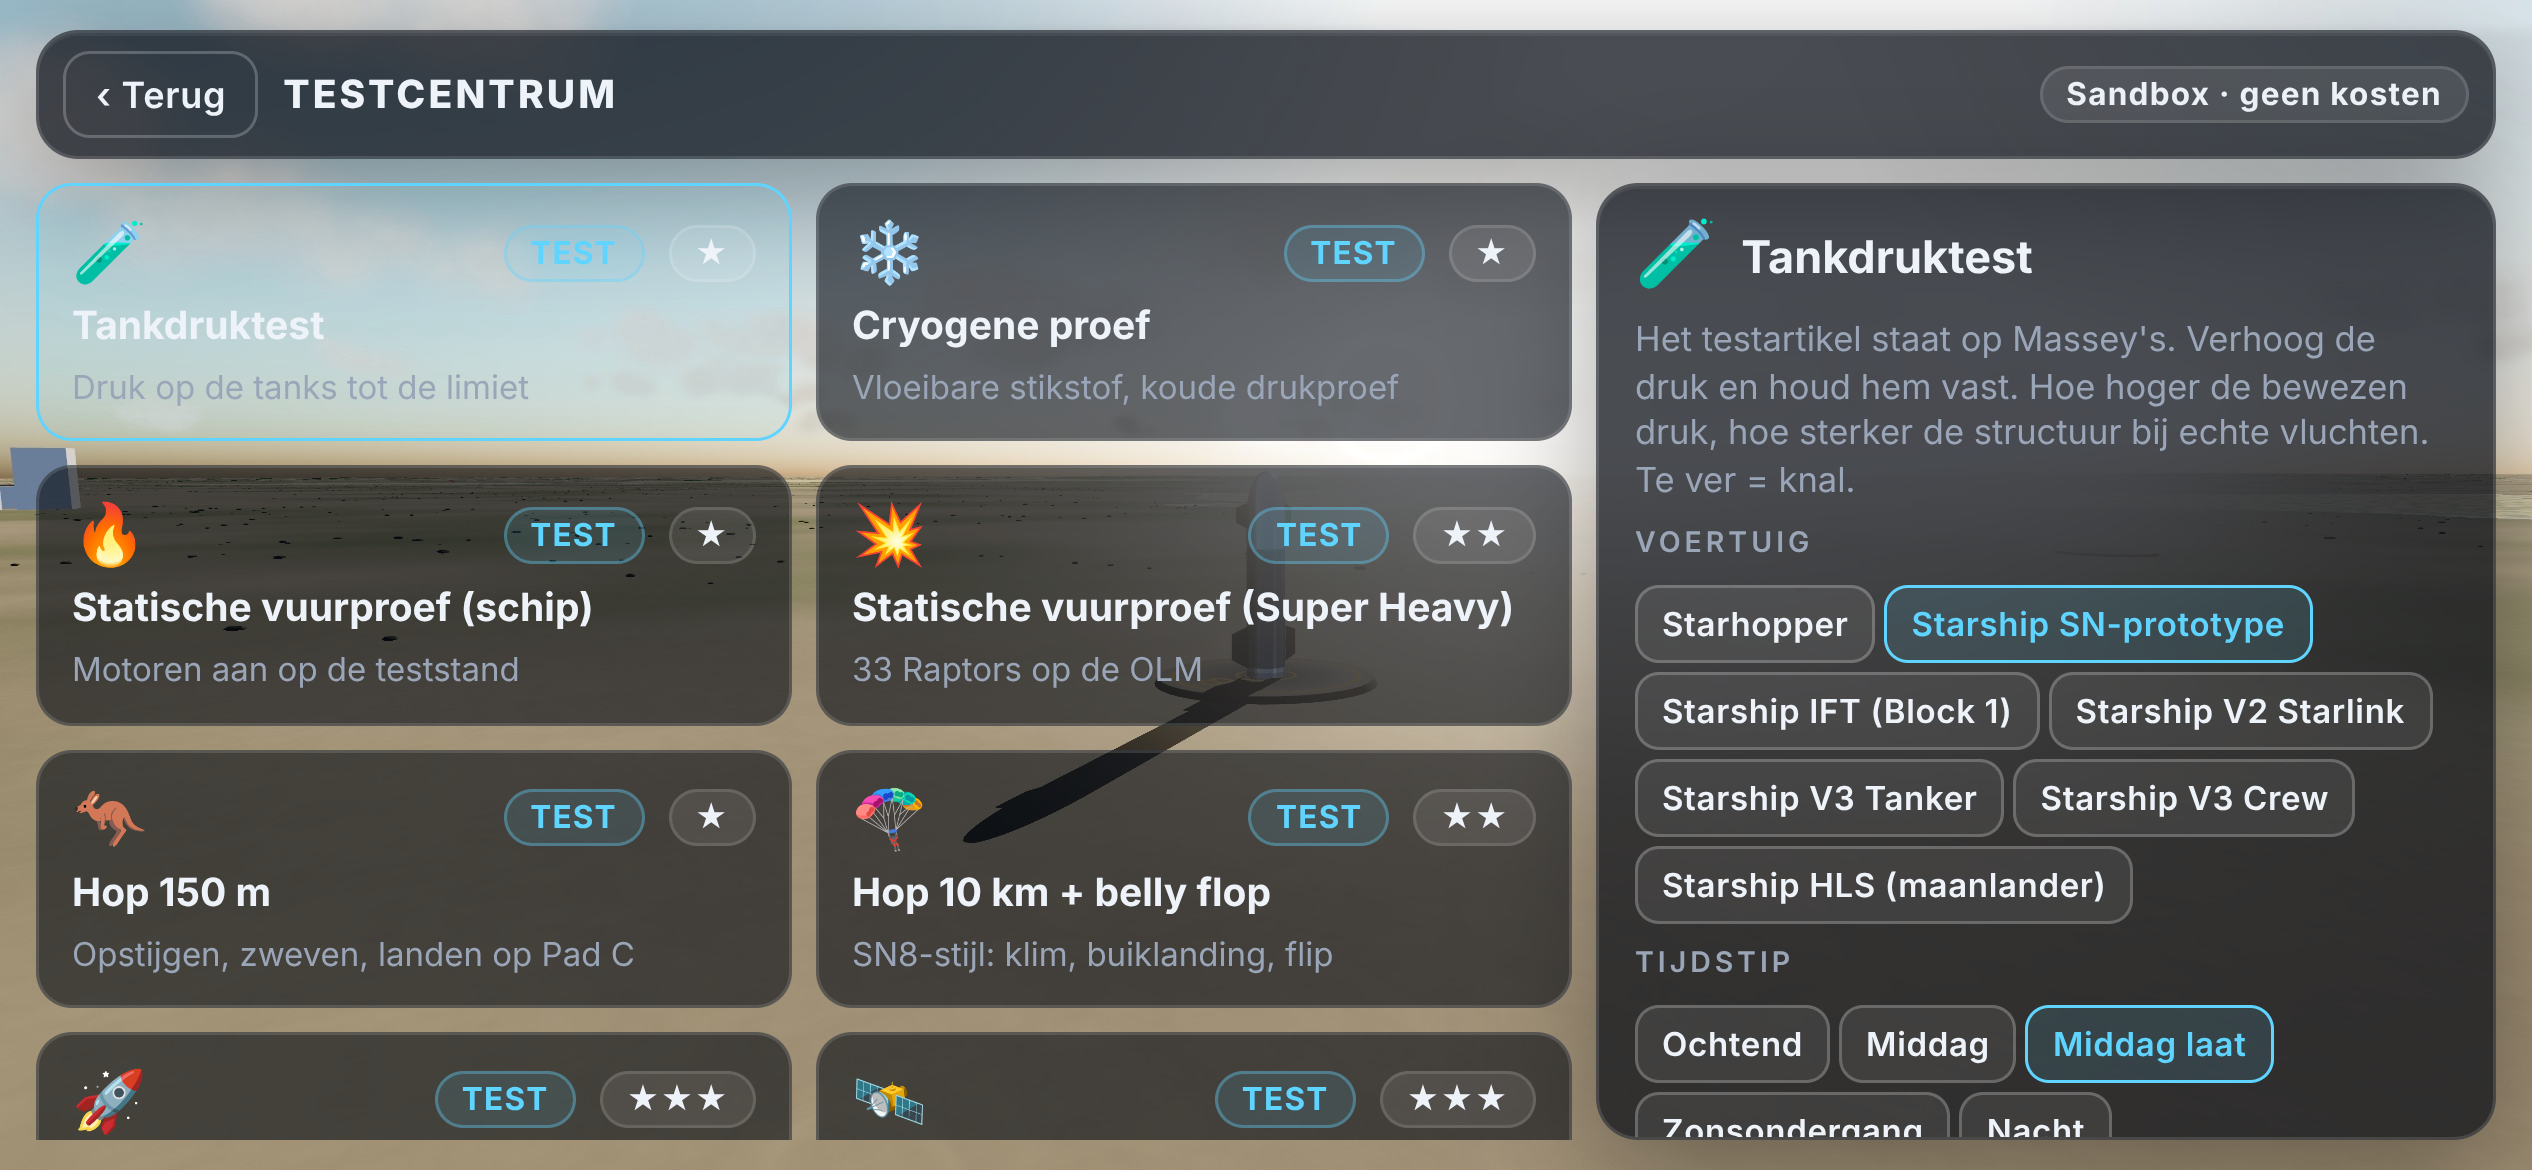 ‹ Terug
TESTCENTRUM
Sandbox · geen kosten
TEST
★
Tankdruktest
Druk op de tanks tot de limiet
TEST
★
Cryogene proef
Vloeibare stikstof, koude drukproef
TEST
★
Statische vuurproef (schip)
Motoren aan op de teststand
TEST
★★
Statische vuurproef (Super Heavy)
33 Raptors op de OLM
TEST
★
Hop 150 m
Opstijgen, zweven, landen op Pad C
TEST
★★
Hop 10 km + belly flop
SN8-stijl: klim, buiklanding, flip
TEST
★★★
TEST
★★★
Tankdruktest
Het testartikel staat op Massey's. Verhoog de
druk en houd hem vast. Hoe hoger de bewezen
druk, hoe sterker de structuur bij echte vluchten.
Te ver = knal.
VOERTUIG
Starhopper
Starship SN-prototype
Starship IFT (Block 1)
Starship V2 Starlink
Starship V3 Tanker
Starship V3 Crew
Starship HLS (maanlander)
TIJDSTIP
Ochtend
Middag
Middag laat
Zonsondergang
Nacht